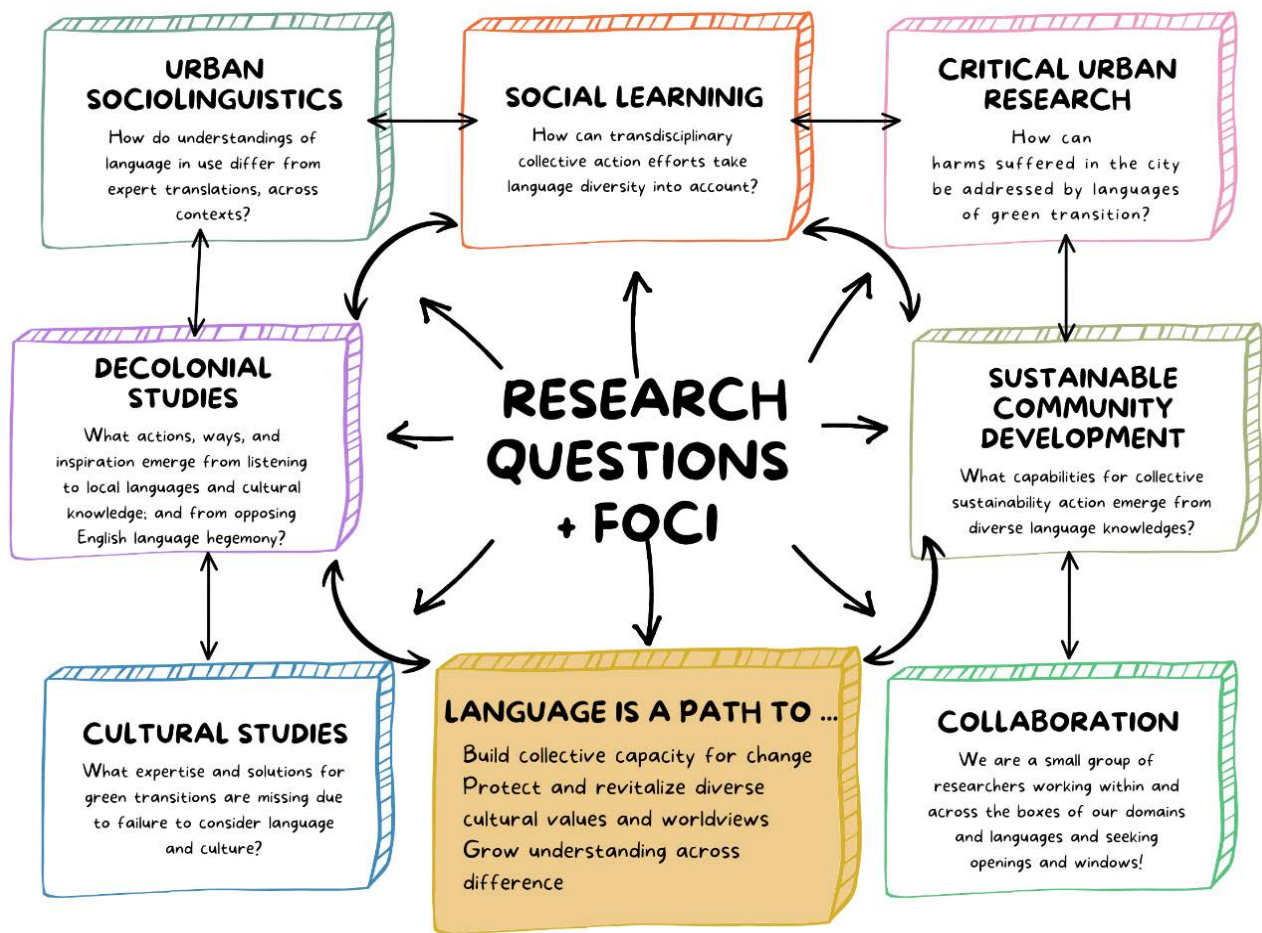 URBAN
SOCIOLINGUISTICS
How do understandings of
language in use differ from
expert translations, across
contexts?
SOCIAL LEARNINIG
How can transdisciplinary
collective action efforts take
language diversity into account?
CRITICAL URBAN
RESEARCH
How can
harms suffered in the city
be addressed by languages
of green transition?
DECOLONIAL
STUDIES
What actions, ways, and
inspiration emerge from listening
to local languages and cultural
knowledge; and from opposing
English language hegemony?
RESEARCH
QUESTIONS
+ FOCI
SUSTAINABLE
COMMUNITY
DEVELOPMENT
What capabilities for collective
sustainability action emerge from
diverse language knowledges?
CULTURAL STUDIES
What expertise and solutions for
green transitions are missing due
to failure to consider language
and culture?
LANGUAGE IS A PATH TO ...
Build collective capacity for change
Protect and revitalize diverse
cultural values and worldviews
Grow understanding across
difference
COLLABORATION
We are a small group of
researchers working within and
across the boxes of our domains
and languages and seeking
openings and windows!